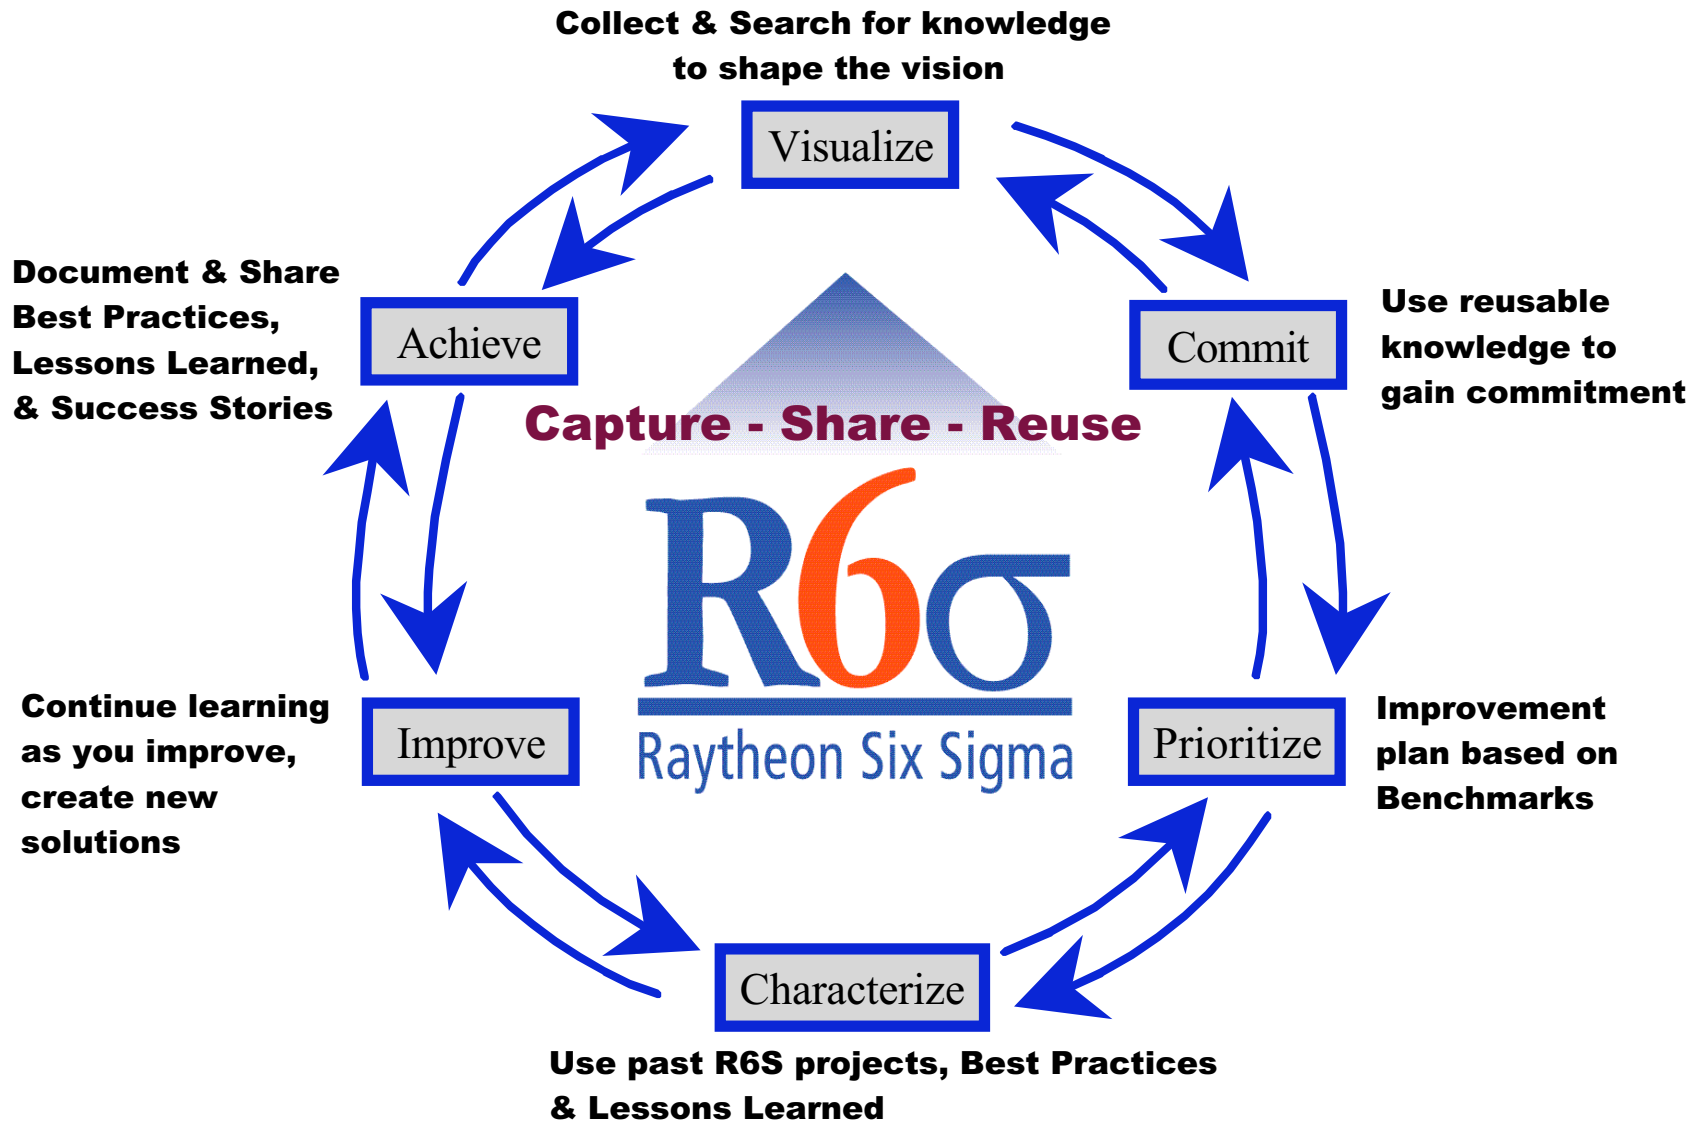 Collect & Search for knowledge
to shape the vision
Visualize
Document & Share
Best Practices,
Lessons Learned,
& Success Stories
Achieve
Commit
Use reusable
knowledge to
gain commitment
Capture - Share - Reuse
R6σ
Raytheon Six Sigma
Continue learning
as you improve,
create new
solutions
Improve
Prioritize
Improvement
plan based on
Benchmarks
Characterize
Use past R6S projects, Best Practices
& Lessons Learned